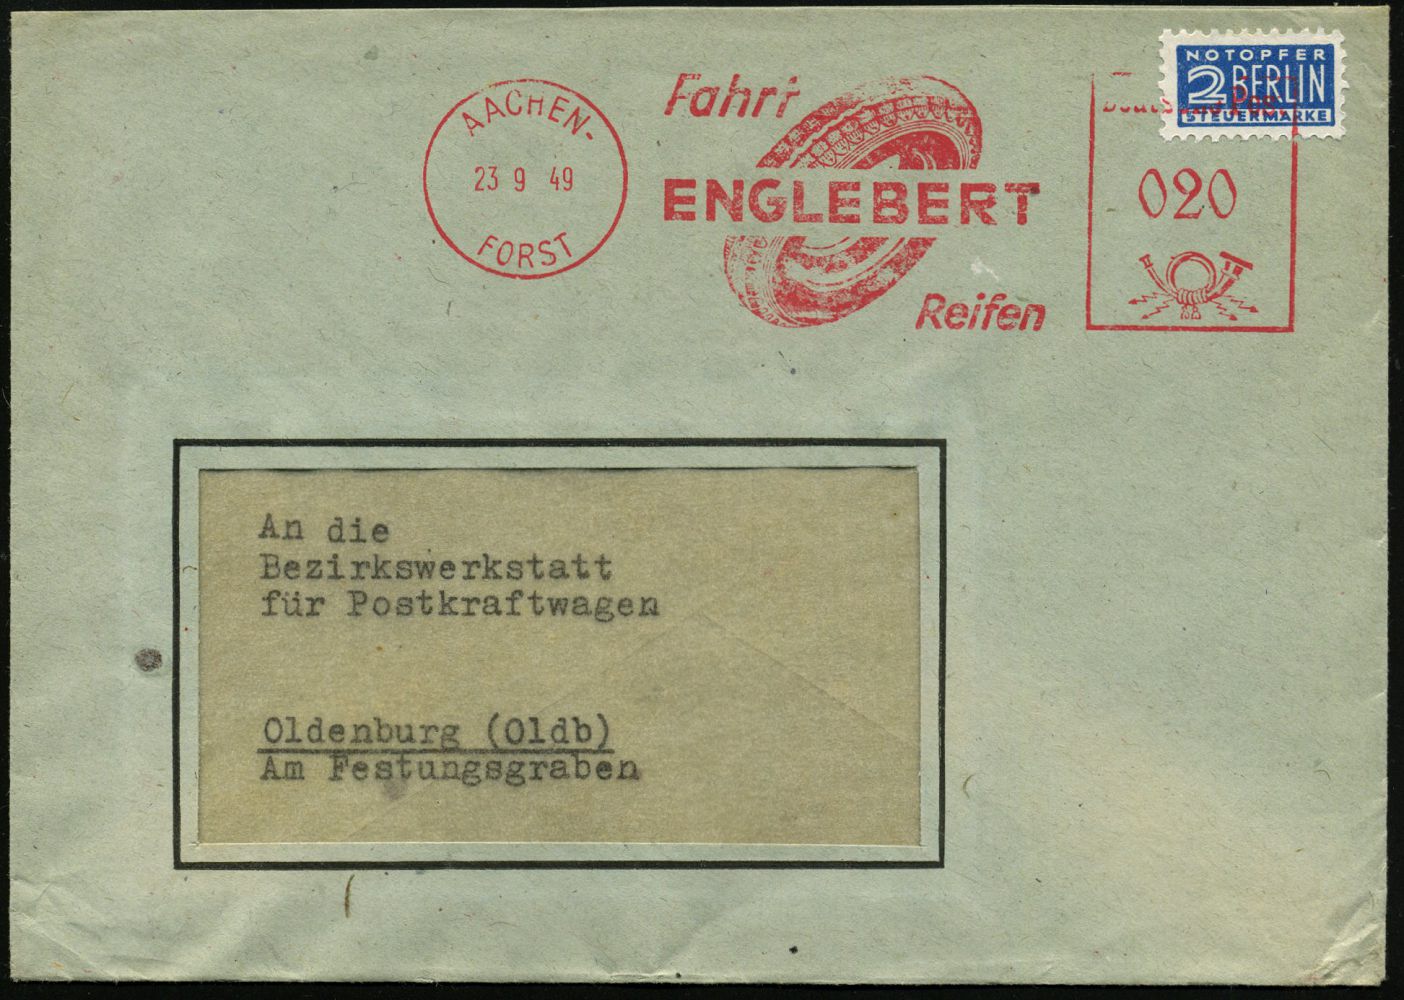 AACHEN-
23 9 49
FORST
Fahrt
ENGLEBERT
Reifen
NOTOPFER
2 BERLIN
STEUERMARKE
020
An die
Bezirkswerkstatt
für Postkraftwagen
Oldenburg (Oldb)
Am Festungsgraben